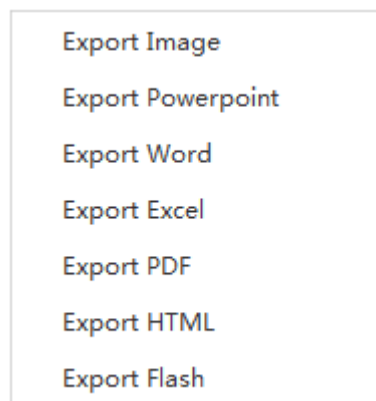 Export Image
Export Powerpoint
Export Word
Export Excel
Export PDF
Export HTML
Export Flash